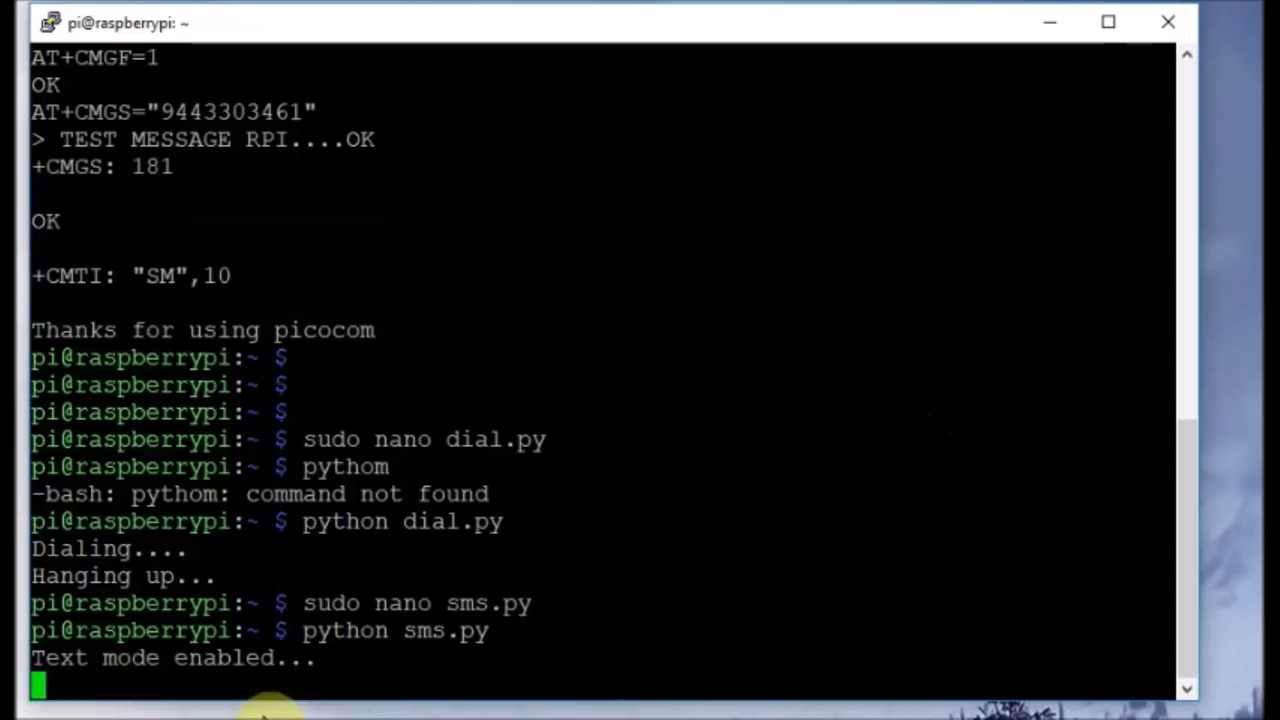 pi@raspberrypi: ~
AT+CMGF=1
OK
AT+CMGS="9443303461"
> TEST MESSAGE RPI....OK
+CMGS: 181
OK
+CMTI: "SM",10
Thanks for using picocom
pi@raspberrypi:~ $
pi@raspberrypi:~ $
pi@raspberrypi:~ $
pi@raspberrypi:~ $ sudo nano dial.py
pi@raspberrypi:~ $ pythom
-bash: pythom: command not found
pi@raspberrypi:~ $ python dial.py
Dialing....
Hanging up...
pi@raspberrypi:~ $ sudo nano sms.py
pi@raspberrypi:~ $ python sms.py
Text mode enabled...